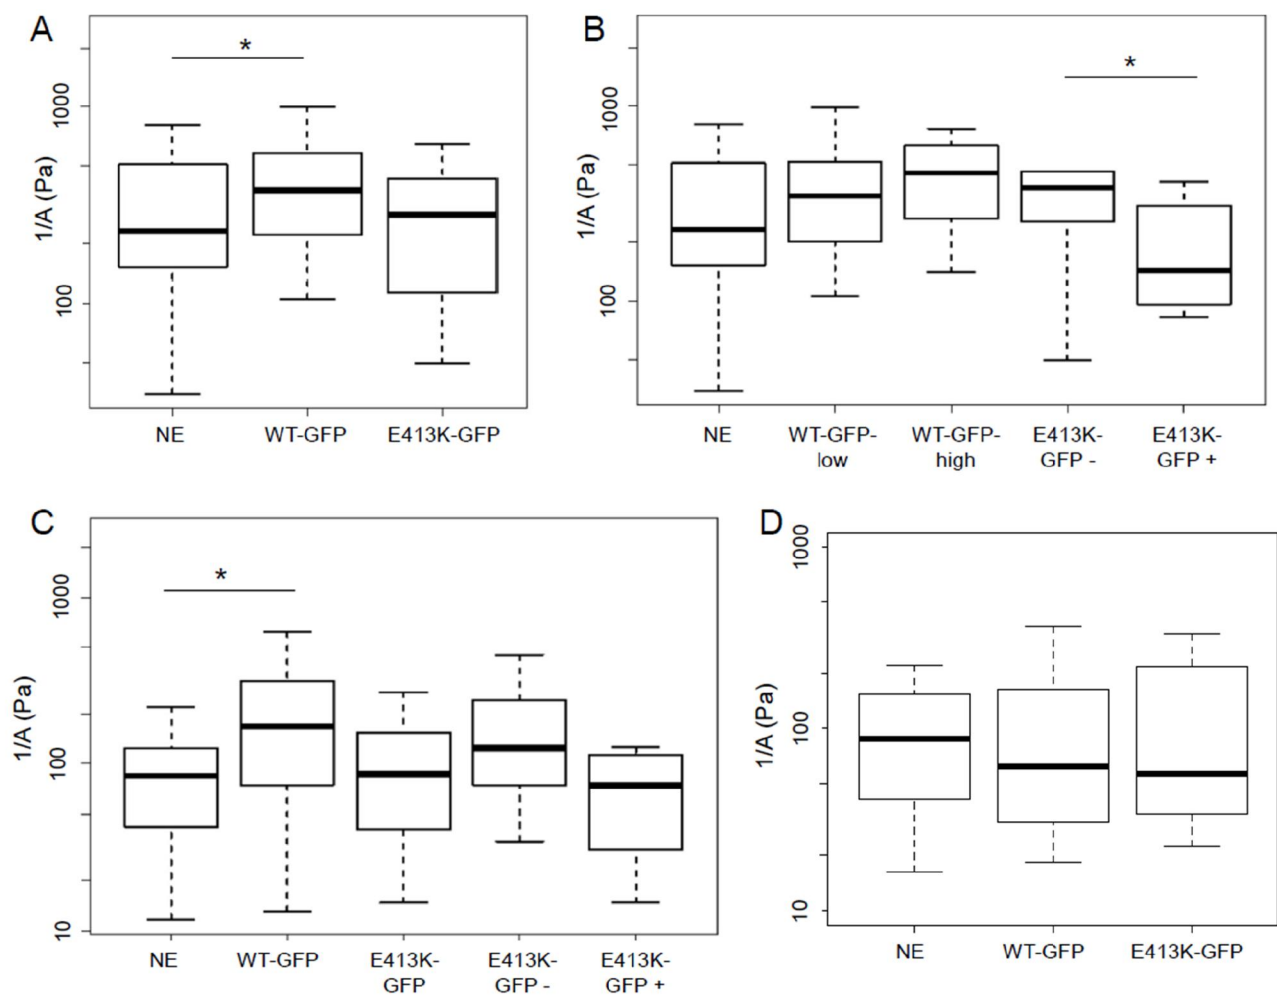 A
*
1/A (Pa)
1000
100
NE
WT-GFP
E413K-GFP
B
*
1/A (Pa)
1000
100
NE
WT-GFP-
low
WT-GFP-
high
E413K-
GFP -
E413K-
GFP +
C
*
1/A (Pa)
1000
100
10
NE
WT-GFP
E413K-
GFP
E413K-
GFP -
E413K-
GFP +
D
1/A (Pa)
1000
100
10
NE
WT-GFP
E413K-GFP